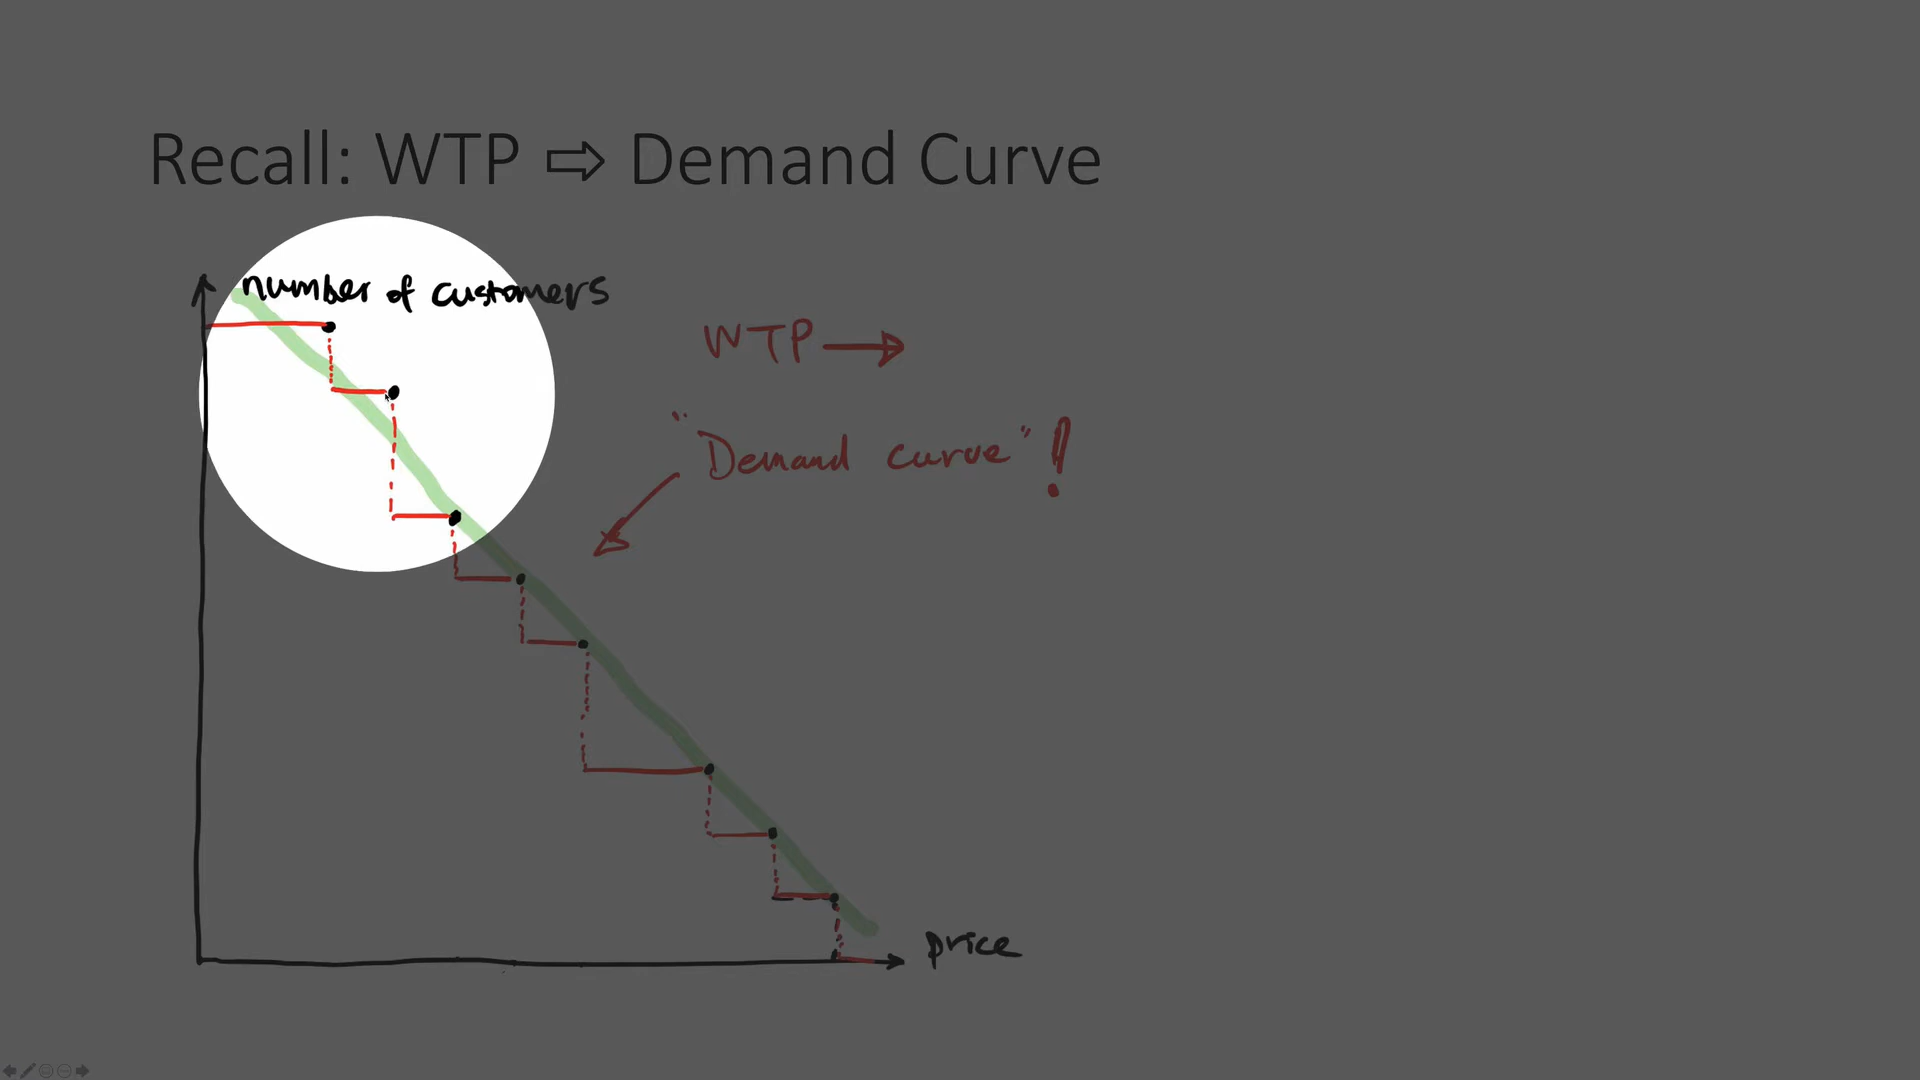 Recall: WTP ⇨ Demand Curve
number of customers
WTP →
"Demand curve"!
price